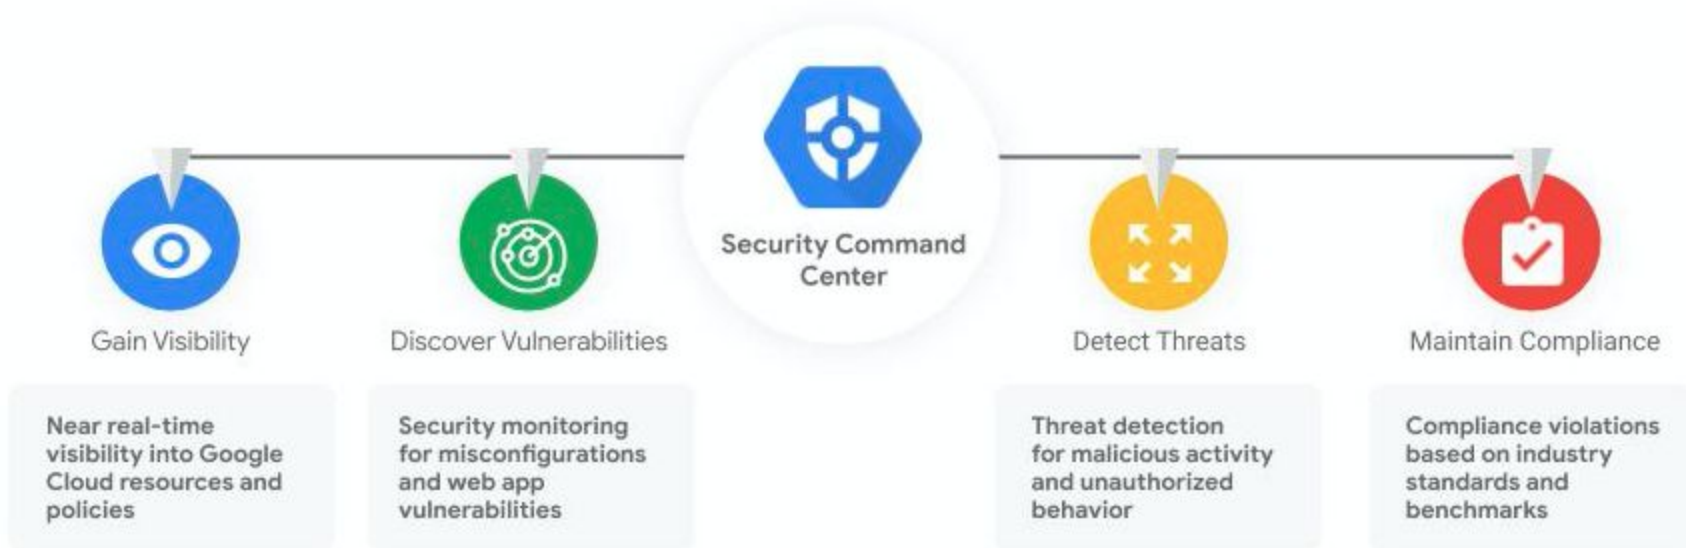 Security Command
Center
Gain Visibility
Near real-time
visibility into Google
Cloud resources and
policies
Discover Vulnerabilities
Security monitoring
for misconfigurations
and web app
vulnerabilities
Detect Threats
Threat detection
for malicious activity
and unauthorized
behavior
Maintain Compliance
Compliance violations
based on industry
standards and
benchmarks